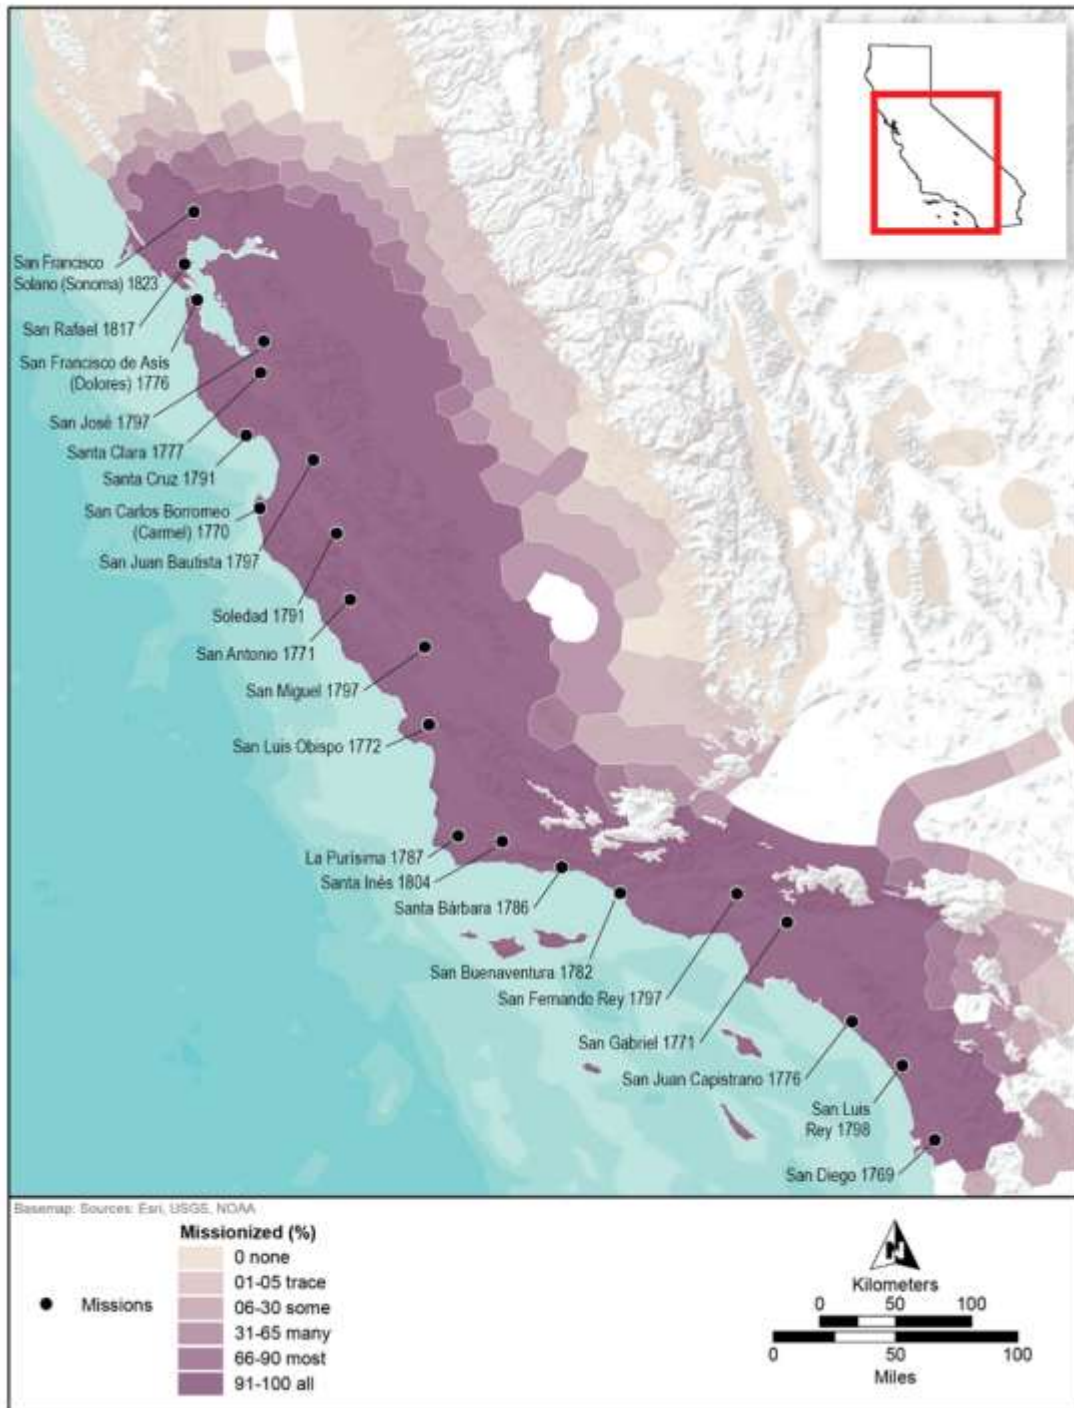 San Francisco
Solano (Sonoma) 1823
San Rafael 1817
San Francisco de Asís
(Dolores) 1776
San José 1797
Santa Clara 1777
Santa Cruz 1791
San Carlos Borromeo
(Carmel) 1770
San Juan Bautista 1797
Soledad 1791
San Antonio 1771
San Miguel 1797
San Luis Obispo 1772
La Purísima 1787
Santa Inés 1804
Santa Bárbara 1786
San Buenaventura 1782
San Fernando Rey 1797
San Gabriel 1771
San Juan Capistrano 1776
San Luis
Rey 1798
San Diego 1769
Basemap: Sources: Esri, USGS, NOAA
Missionized (%)
0 none
01-05 trace
06-30 some
31-65 many
66-90 most
91-100 all
Missions
N
Kilometers
0 50 100
0 50 100
Miles